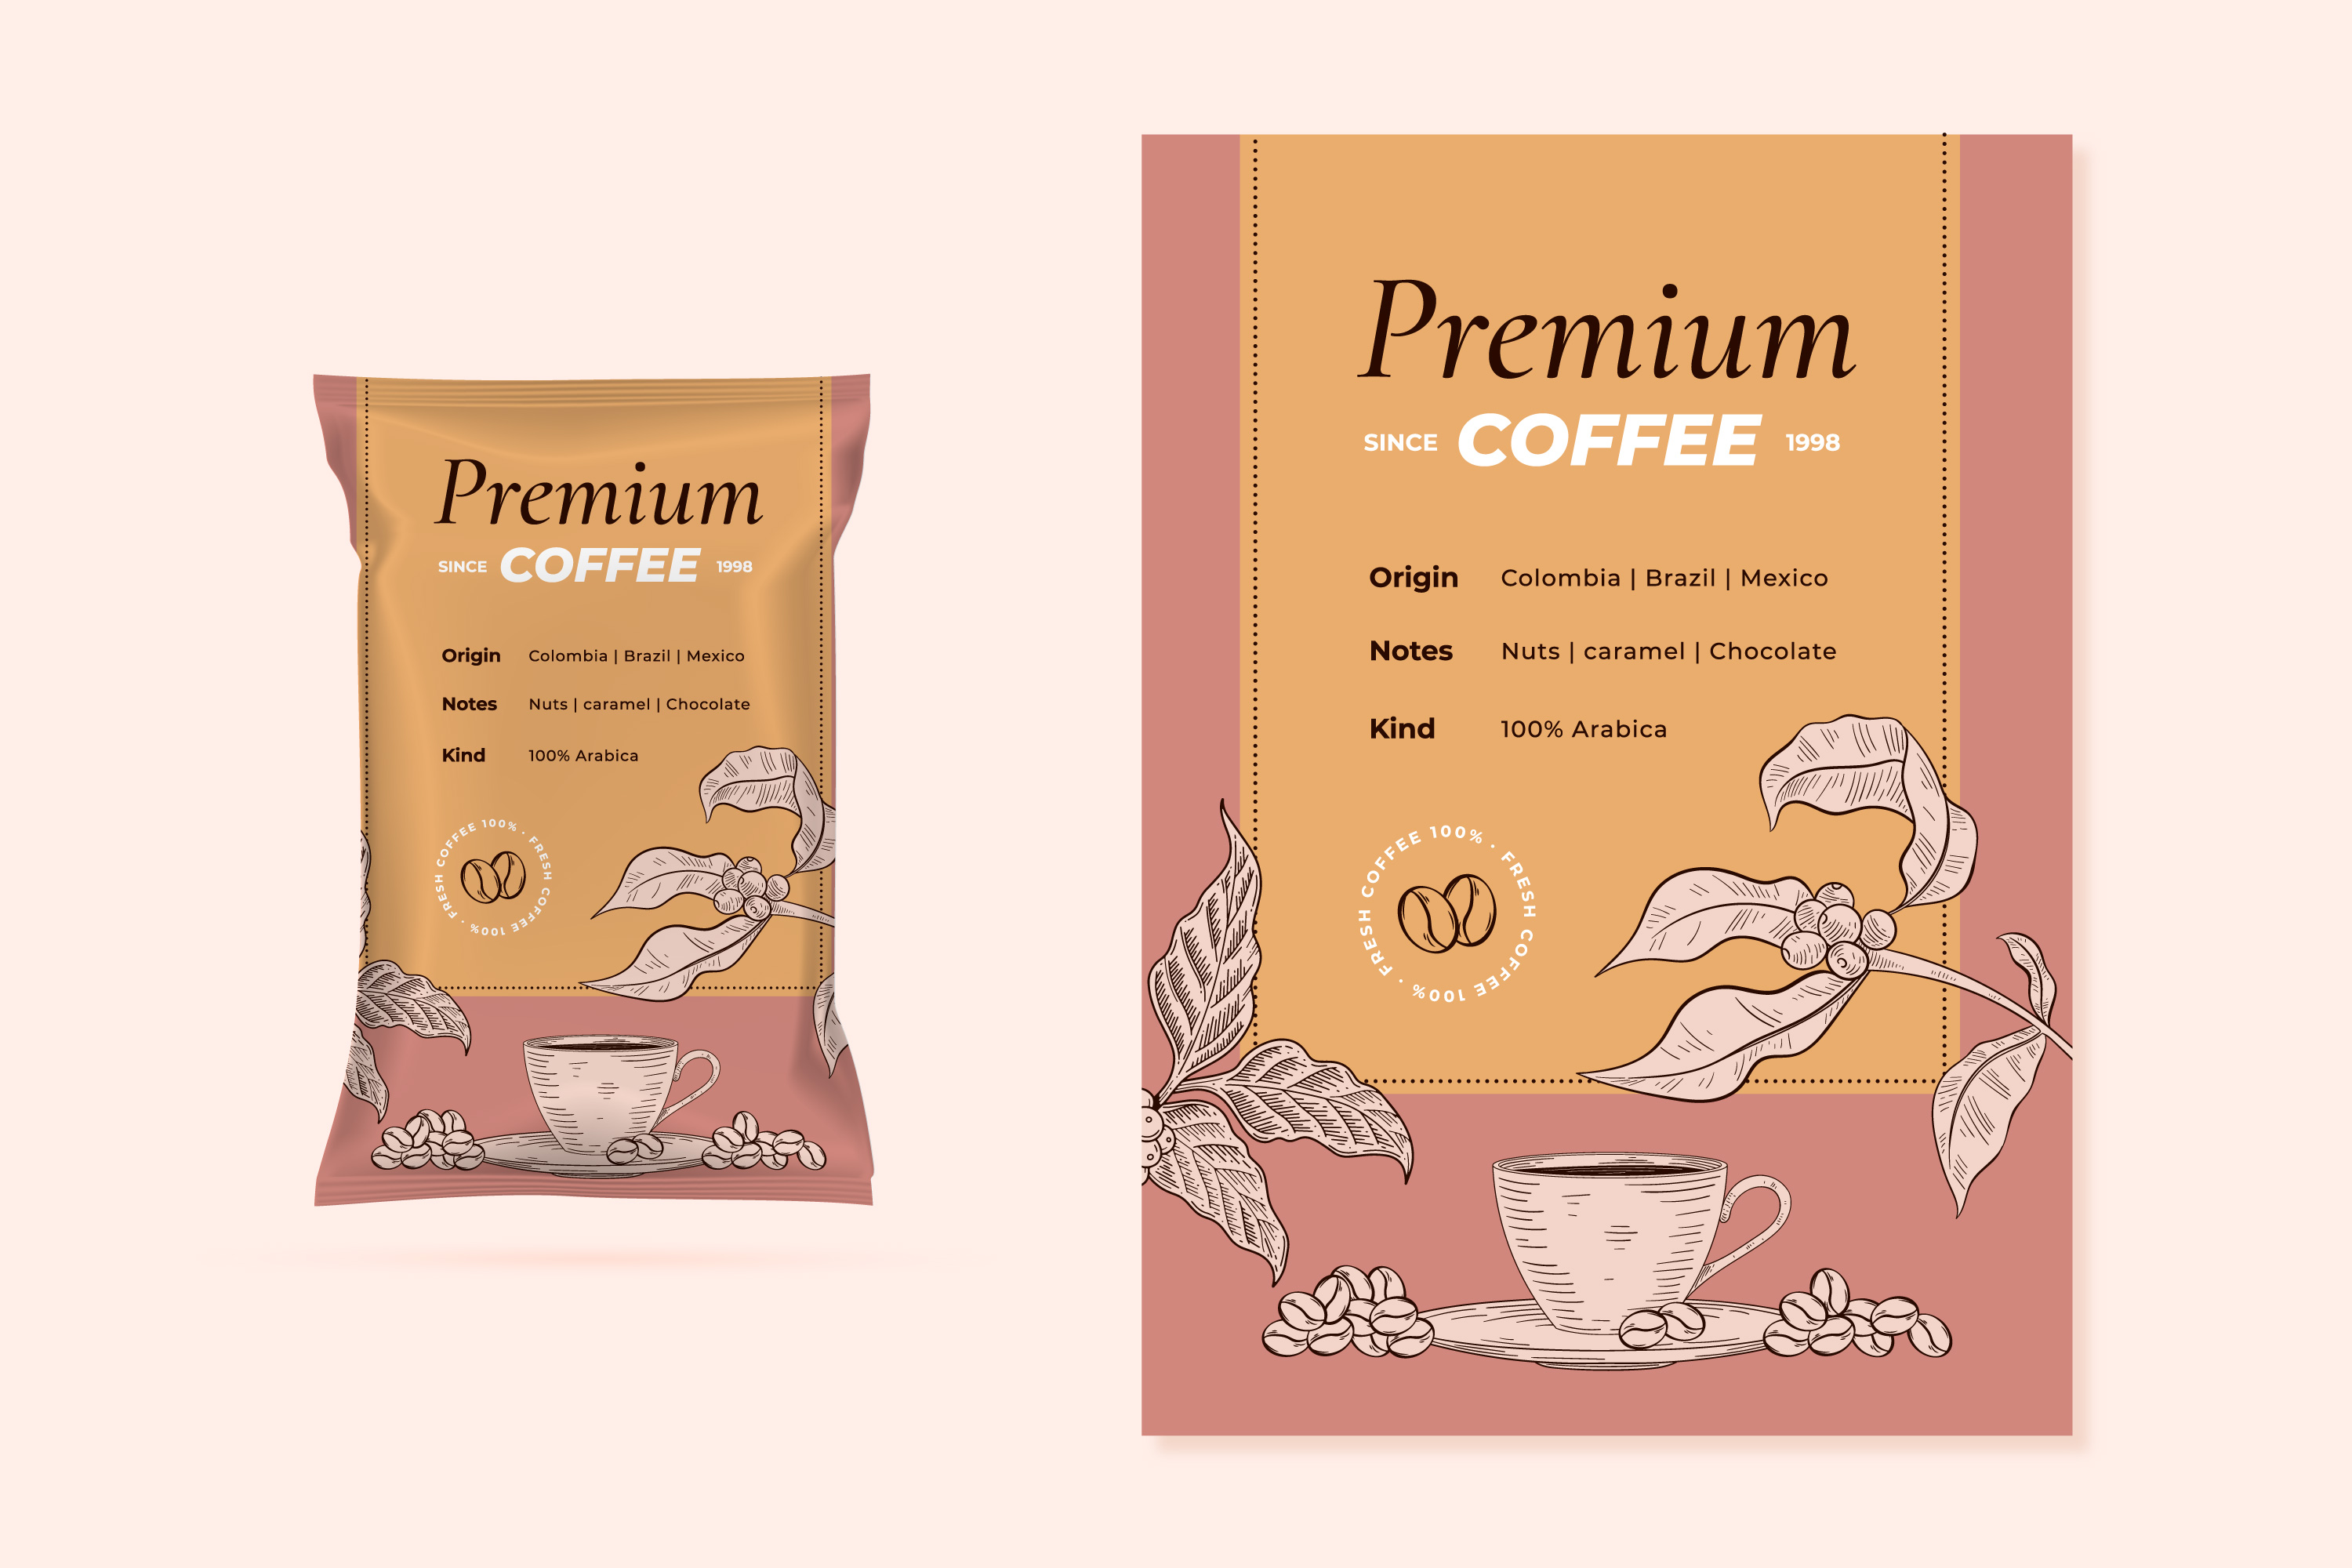 Premium
SINCE COFFEE 1998
Origin Colombia | Brazil | Mexico
Notes Nuts | caramel | Chocolate
Kind 100% Arabica
FRESH COFFEE 100% · FRESH COFFEE 100% ·
Premium
SINCE COFFEE 1998
Origin Colombia | Brazil | Mexico
Notes Nuts | caramel | Chocolate
Kind 100% Arabica
FRESH COFFEE 100% · FRESH COFFEE 100% ·